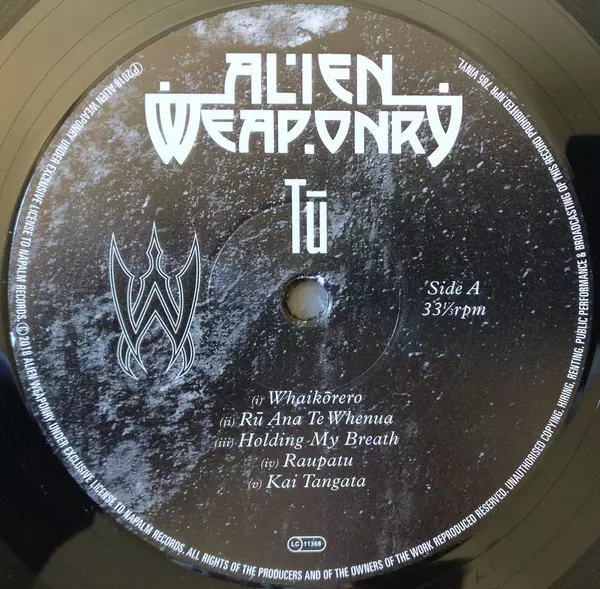 ALIEN
WEAPONRY
Tū
Side A
33⅓rpm
(i) Whaikōrero
(ii) Rū Ana Te Whenua
(iii) Holding My Breath
(iv) Raupatu
(v) Kai Tangata
LC 11368
℗2018 ALIEN WEAPONRY UNDER EXCLUSIVE LICENSE TO NAPALM RECORDS. ©2018 ALIEN WEAPONRY UNDER EXCLUSIVE LICENSE TO NAPALM RECORDS. ALL RIGHTS OF THE PRODUCERS AND OF THE OWNERS OF THE WORK REPRODUCED RESERVED. UNAUTHORISED COPYING, HIRING, RENTING, PUBLIC PERFORMANCE & BROADCASTING OF THIS RECORD PROHIBITED. NPR 785 VINYL